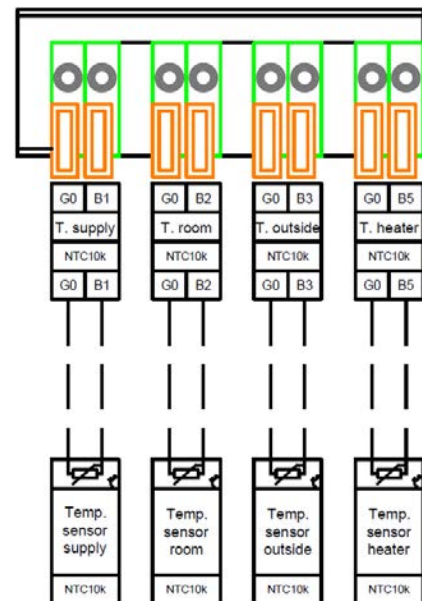 G0 B1 G0 B2 G0 B3 G0 B5
T. supply T. room T. outside T. heater
NTC10k NTC10k NTC10k NTC10k
G0 B1 G0 B2 G0 B3 G0 B5
Temp. Temp. Temp. Temp.
sensor sensor sensor sensor
supply room outside heater
NTC10k NTC10k NTC10k NTC10k